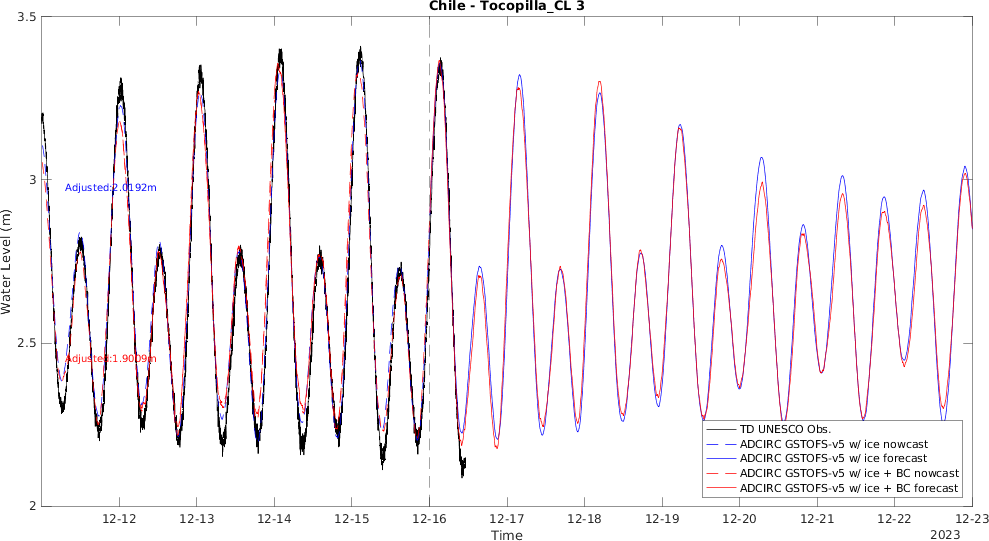 Chile - Tocopilla_CL 3
3.5
3
2.5
2
Water Level (m)
Adjusted:2.0192m
Adjusted:1.9009m
TD UNESCO Obs.
ADCIRC GSTOFS-v5 w/ ice nowcast
ADCIRC GSTOFS-v5 w/ ice forecast
ADCIRC GSTOFS-v5 w/ ice + BC nowcast
ADCIRC GSTOFS-v5 w/ ice + BC forecast
12-12 12-13 12-14 12-15 12-16 12-17 12-18 12-19 12-20 12-21 12-22 12-23
Time
2023